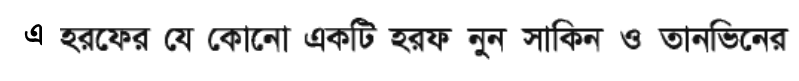 এ হরফের যে কোনো একটি হরফ নূন সাকিন ও তানভিনের